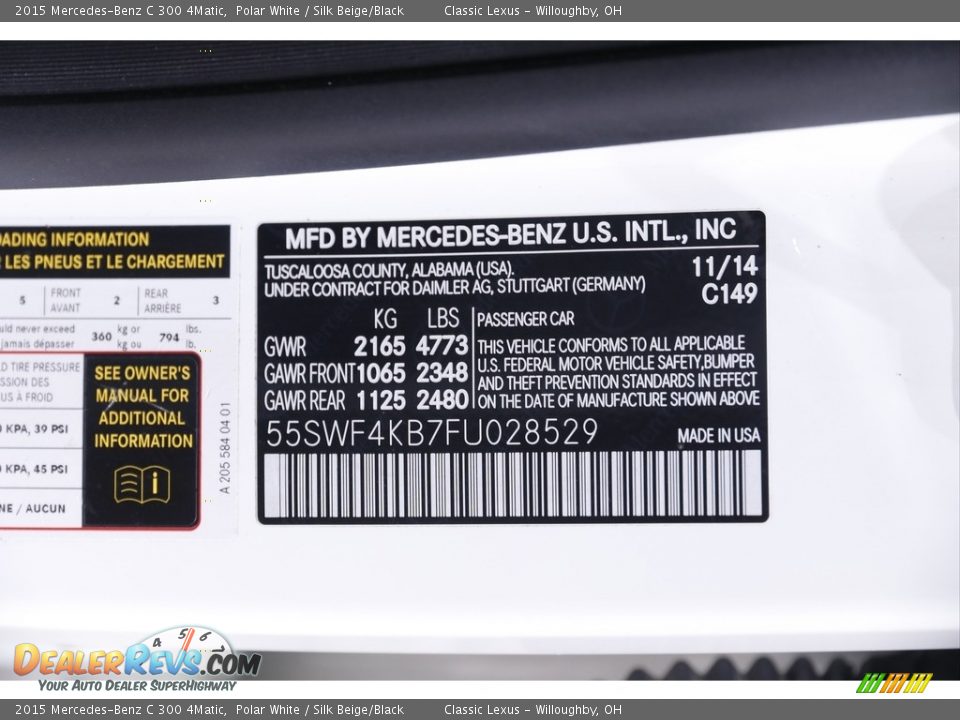 2015 Mercedes-Benz C 300 4Matic, Polar White / Silk Beige/Black Classic Lexus - Willoughby, OH
OADING INFORMATION
LES PNEUS ET LE CHARGEMENT
5 FRONT AVANT 2 REAR ARRIÈRE 3
uld never exceed
jamais dépasser 360 kg or kg ou 794 lbs. lb.
D TIRE PRESSURE
SSION DES
US À FROID
KPA, 39 PSI
KPA, 45 PSI
NE / AUCUN
SEE OWNER'S
MANUAL FOR
ADDITIONAL
INFORMATION
i
A 205 584 04 01
MFD BY MERCEDES-BENZ U.S. INTL., INC
TUSCALOOSA COUNTY, ALABAMA (USA). 11/14
UNDER CONTRACT FOR DAIMLER AG, STUTTGART (GERMANY) C149
KG LBS PASSENGER CAR
GWR 2165 4773
GAWR FRONT 1065 2348
GAWR REAR 1125 2480
THIS VEHICLE CONFORMS TO ALL APPLICABLE
U.S. FEDERAL MOTOR VEHICLE SAFETY, BUMPER
AND THEFT PREVENTION STANDARDS IN EFFECT
ON THE DATE OF MANUFACTURE SHOWN ABOVE
55SWF4KB7FU028529 MADE IN USA
4 5 6 7
DEALERREVS.COM
YOUR AUTO DEALER SUPERHIGHWAY
2015 Mercedes-Benz C 300 4Matic, Polar White / Silk Beige/Black Classic Lexus - Willoughby, OH